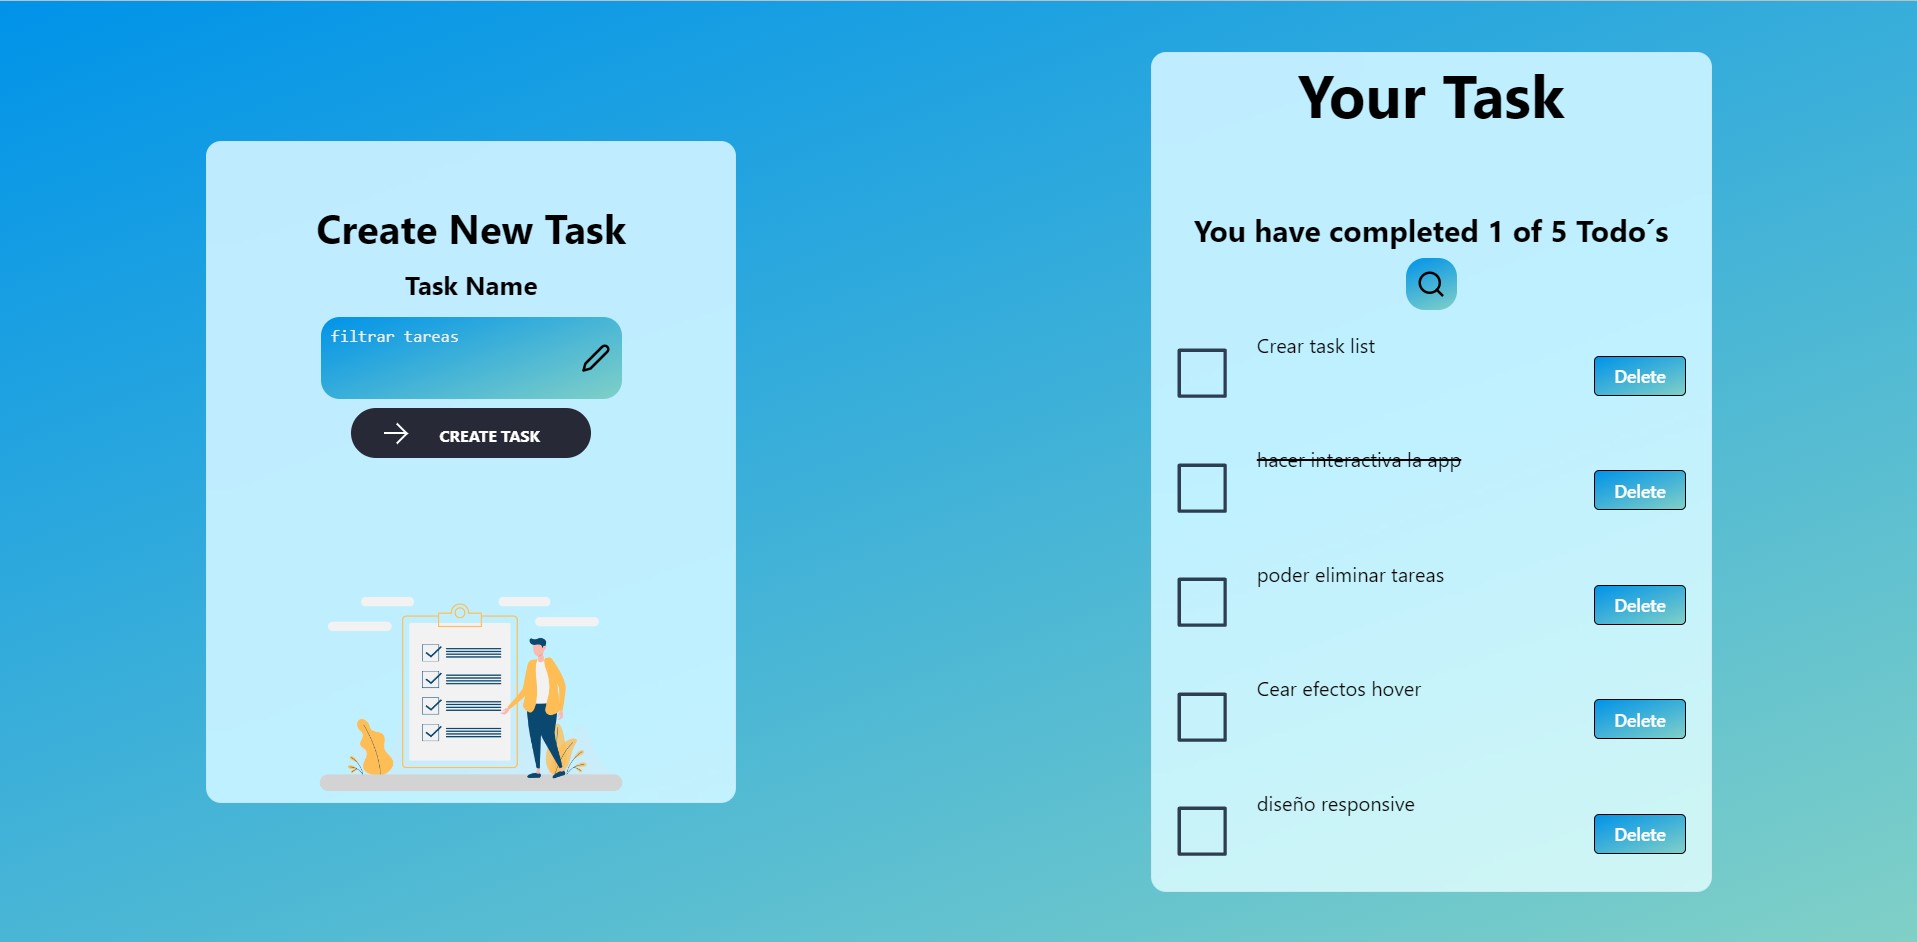 Create New Task
Task Name
filtrar tareas
CREATE TASK
Your Task
You have completed 1 of 5 Todo´s
Crear task list
Delete
hacer interactiva la app
Delete
poder eliminar tareas
Delete
Cear efectos hover
Delete
diseño responsive
Delete